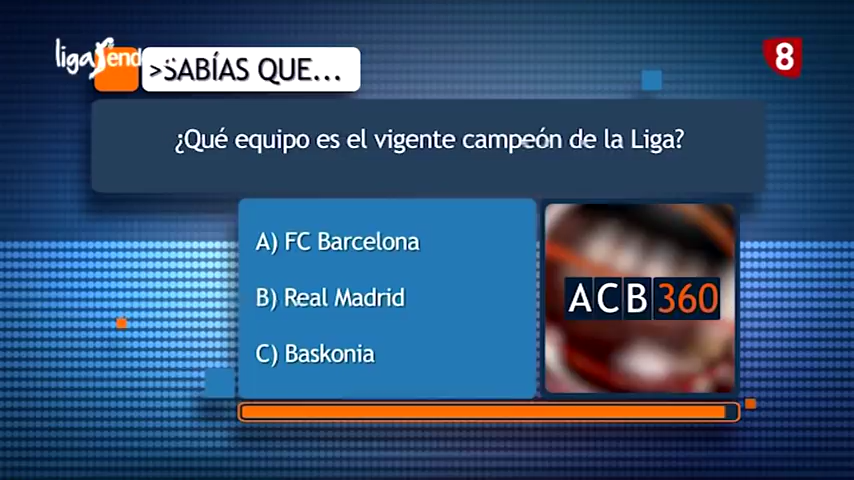 liga
8
>SABÍAS QUE...
¿Qué equipo es el vigente campeón de la Liga?
A) FC Barcelona
B) Real Madrid
C) Baskonia
ACB 360